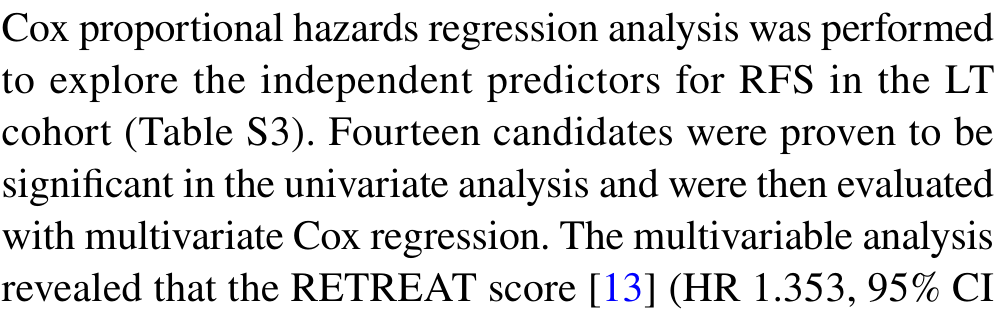 Cox proportional hazards regression analysis was performed
to explore the independent predictors for RFS in the LT
cohort (Table S3). Fourteen candidates were proven to be
significant in the univariate analysis and were then evaluated
with multivariate Cox regression. The multivariable analysis
revealed that the RETREAT score [13] (HR 1.353, 95% CI